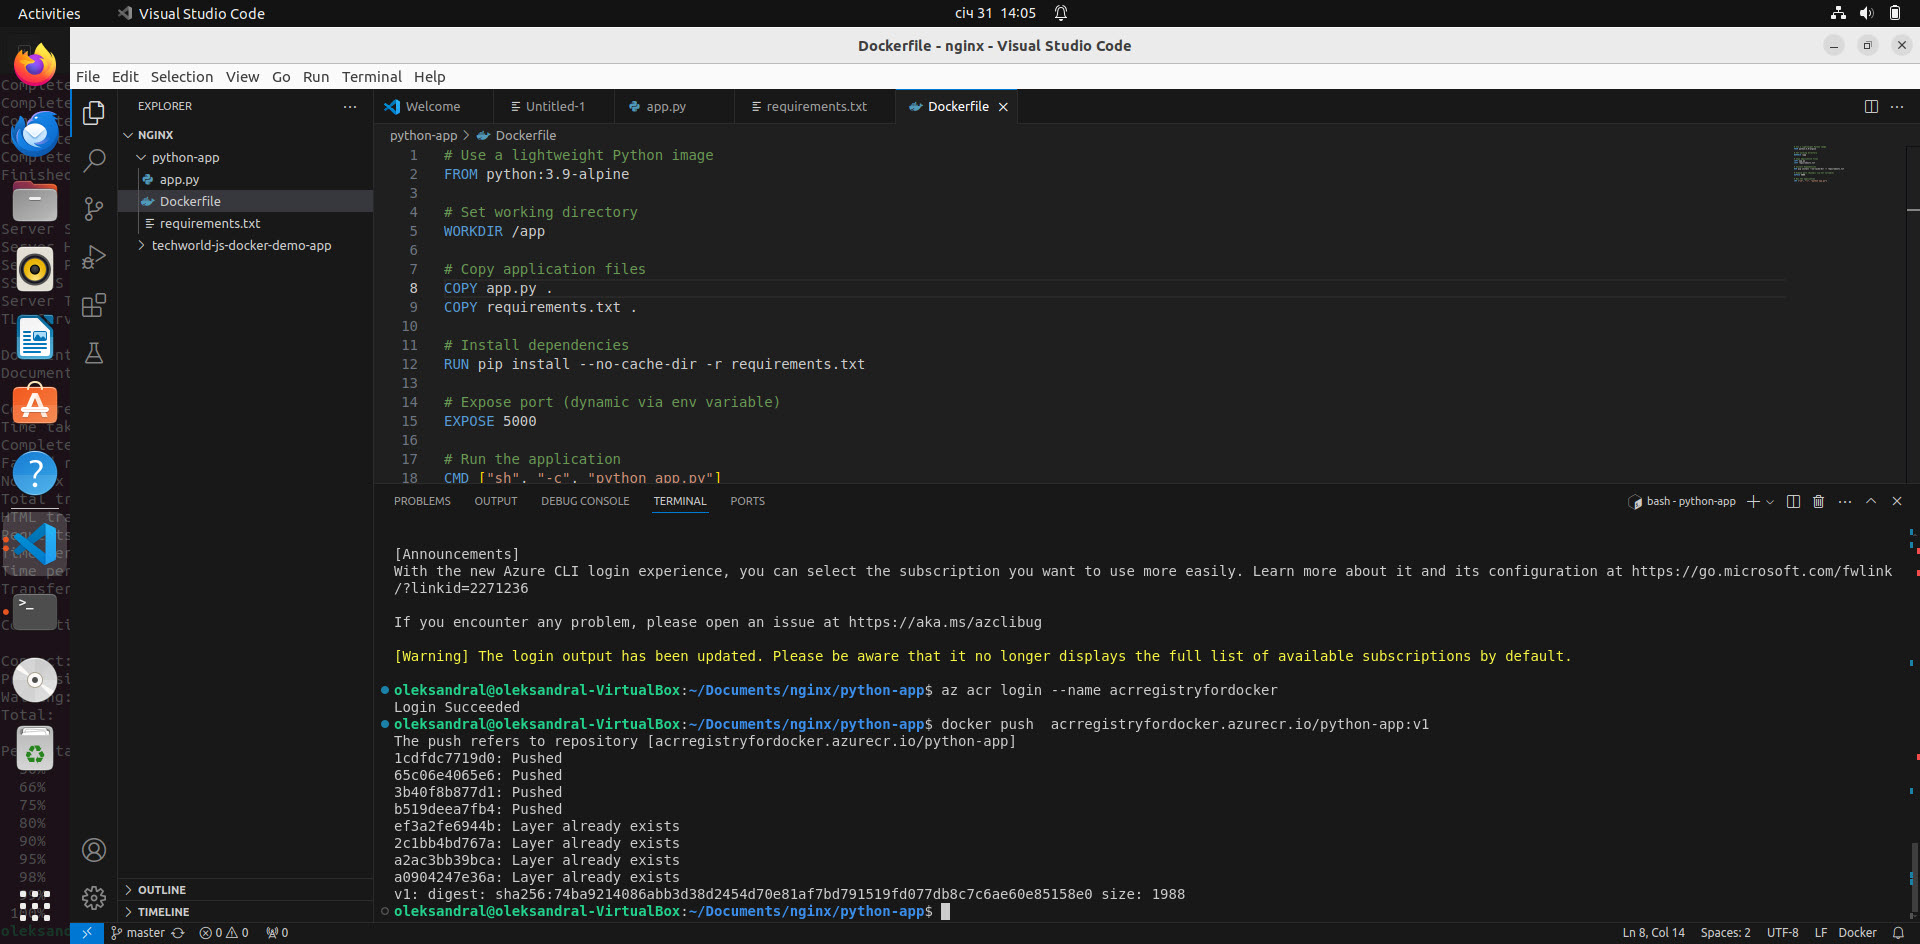 Activities
Visual Studio Code
січ 31 14:05
Dockerfile - nginx - Visual Studio Code
File Edit Selection View Go Run Terminal Help
EXPLORER
NGINX
python-app
app.py
Dockerfile
requirements.txt
techworld-js-docker-demo-app
OUTLINE
TIMELINE
Welcome
Untitled-1
app.py
requirements.txt
Dockerfile
python-app > Dockerfile
1 # Use a lightweight Python image
2 FROM python:3.9-alpine
3
4 # Set working directory
5 WORKDIR /app
6
7 # Copy application files
8 COPY app.py .
9 COPY requirements.txt .
10
11 # Install dependencies
12 RUN pip install --no-cache-dir -r requirements.txt
13
14 # Expose port (dynamic via env variable)
15 EXPOSE 5000
16
17 # Run the application
18 CMD ["sh", "-c", "python app.py"]
PROBLEMS OUTPUT DEBUG CONSOLE TERMINAL PORTS
bash - python-app
[Announcements]
With the new Azure CLI login experience, you can select the subscription you want to use more easily. Learn more about it and its configuration at https://go.microsoft.com/fwlink
/?linkid=2271236
If you encounter any problem, please open an issue at https://aka.ms/azclibug
[Warning] The login output has been updated. Please be aware that it no longer displays the full list of available subscriptions by default.
oleksandral@oleksandral-VirtualBox:~/Documents/nginx/python-app$ az acr login --name acrregistryfordocker
Login Succeeded
oleksandral@oleksandral-VirtualBox:~/Documents/nginx/python-app$ docker push  acrregistryfordocker.azurecr.io/python-app:v1
The push refers to repository [acrregistryfordocker.azurecr.io/python-app]
1cdfdc7719d0: Pushed
65c06e4065e6: Pushed
3b40f8b877d1: Pushed
b519deea7fb4: Pushed
ef3a2fe6944b: Layer already exists
2c1bb4bd767a: Layer already exists
a2ac3bb39bca: Layer already exists
a0904247e36a: Layer already exists
v1: digest: sha256:74ba9214086abb3d38d2454d70e81af7bd791519fd077db8c7c6ae60e85158e0 size: 1988
oleksandral@oleksandral-VirtualBox:~/Documents/nginx/python-app$
66%
75%
80%
90%
95%
98%
master
0 0
0
Ln 8, Col 14
Spaces: 2
UTF-8
LF
Docker